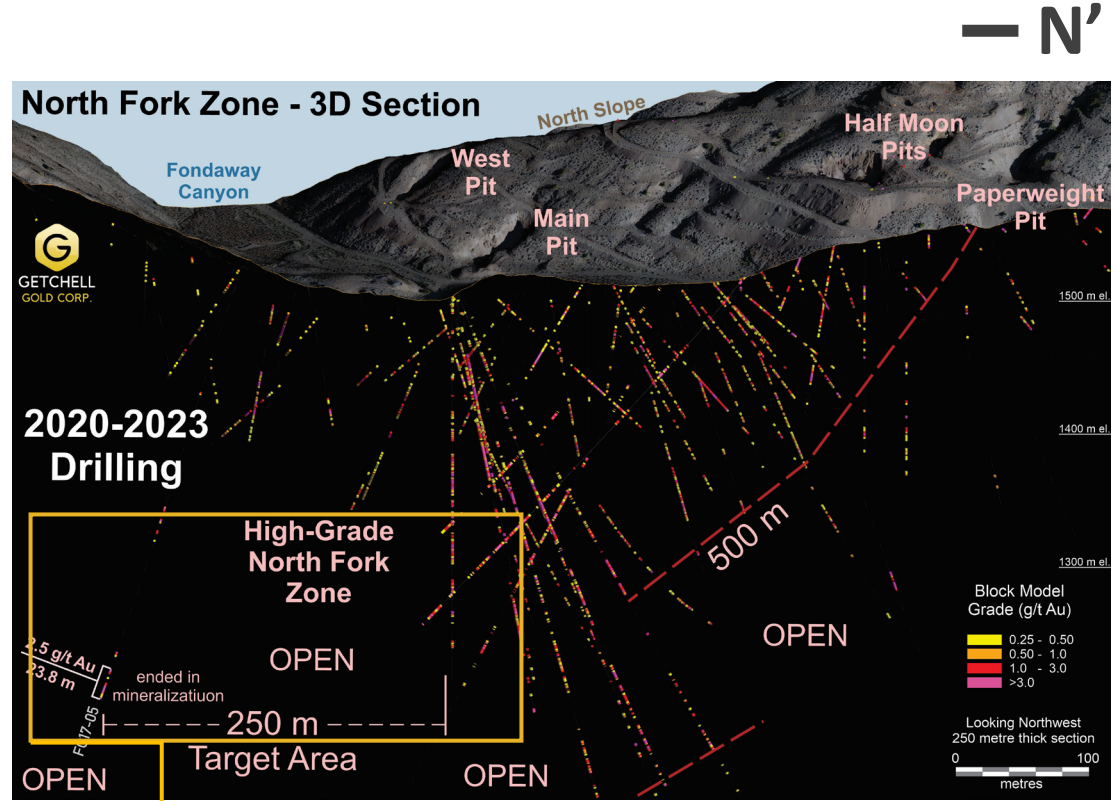 — N’
North Fork Zone - 3D Section
North Slope
Half Moon
Pits
West
Pit
Fondaway
Canyon
Paperweight
Pit
Main
Pit
G
GETCHELL
GOLD CORP.
1500 m el.
2020-2023
Drilling
1400 m el.
High-Grade
North Fork
Zone
500 m
1300 m el.
Block Model
Grade (g/t Au)
0.25 - 0.50
0.50 - 1.0
1.0 - 3.0
>3.0
OPEN
OPEN
2.5 g/t Au
23.8 m
ended in
mineralizatiuon
FC17-05
250 m
Target Area
Looking Northwest
250 metre thick section
0 100
metres
OPEN
OPEN